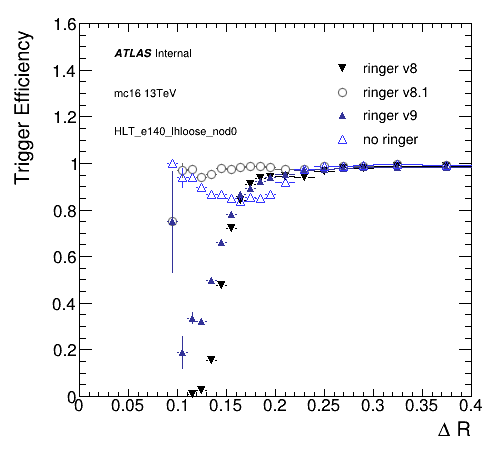 Trigger Efficiency
1.6
1.4
1.2
1
0.8
0.6
0.4
0.2
0
ATLAS Internal
mc16 13TeV
HLT_e140_lhloose_nod0
ringer v8
ringer v8.1
ringer v9
no ringer
0 0.05 0.1 0.15 0.2 0.25 0.3 0.35 0.4
Δ R